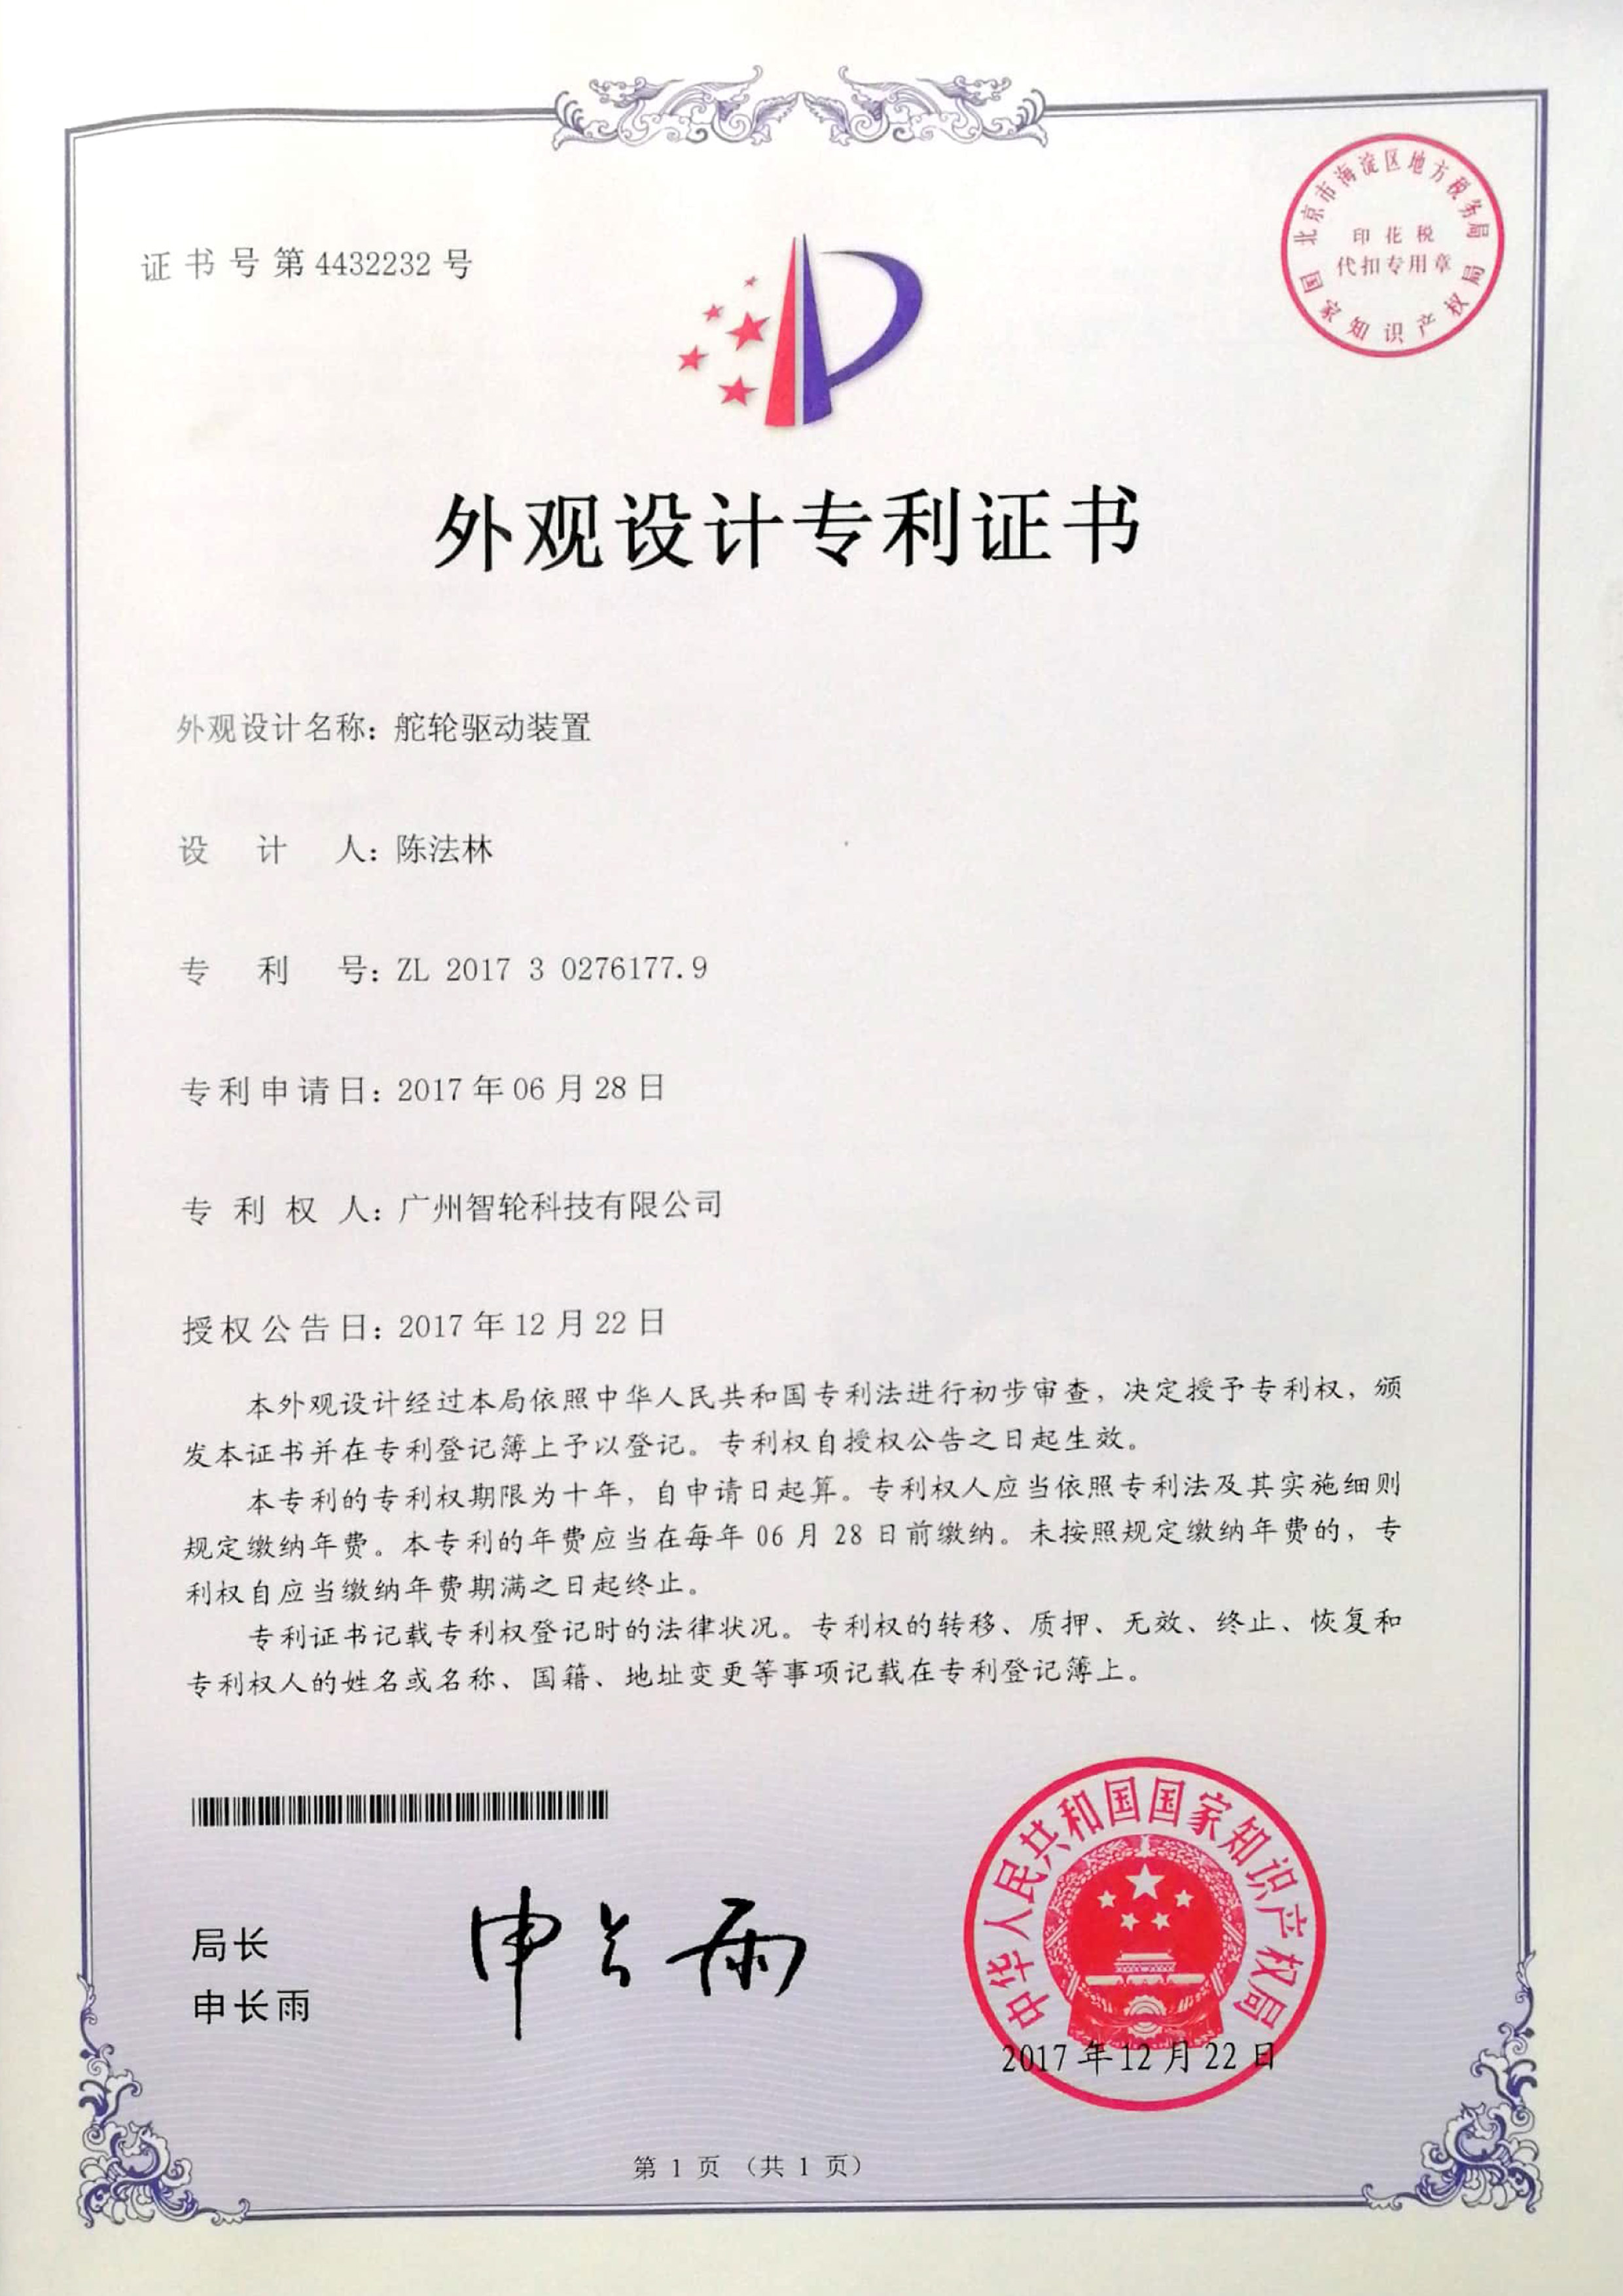 证书号第4432232号
北京市海淀区地方税务局
印花税
代扣专用章
国家知识产权局
外观设计专利证书
外观设计名称：舵轮驱动装置
设计人：陈法林
专利号：ZL 2017 3 0276177.9
专利申请日：2017年06月28日
专利权人：广州智轮科技有限公司
授权公告日：2017年12月22日
本外观设计经过本局依照中华人民共和国专利法进行初步审查，决定授予专利权，颁
发本证书并在专利登记簿上予以登记。专利权自授权公告之日起生效。
本专利的专利权期限为十年，自申请日起算。专利权人应当依照专利法及其实施细则
规定缴纳年费。本专利的年费应当在每年06月28日前缴纳。未按照规定缴纳年费的，专
利权自应当缴纳年费期满之日起终止。
专利证书记载专利权登记时的法律状况。专利权的转移、质押、无效、终止、恢复和
专利权人的姓名或名称、国籍、地址变更等事项记载在专利登记簿上。
局长
申长雨
申长雨
中华人民共和国国家知识产权局
2017年12月22日
第1页（共1页）